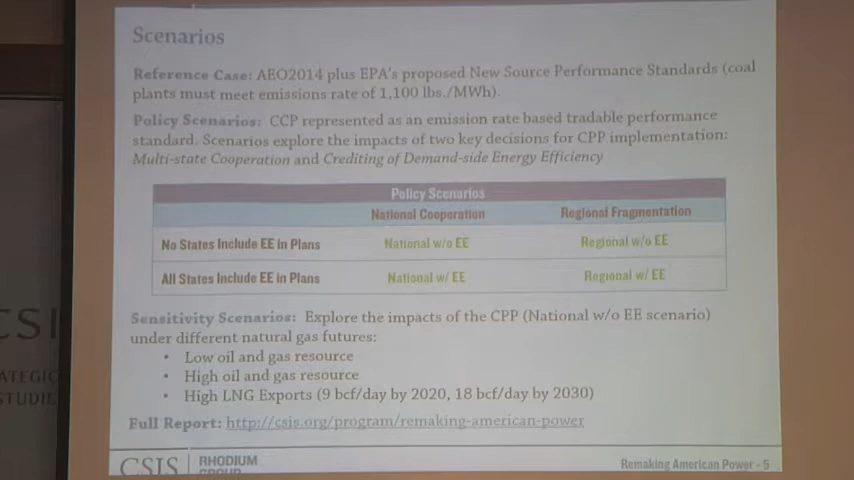 Scenarios
Reference Case: AEO2014 plus EPA's proposed New Source Performance Standards (coal
plants must meet emissions rate of 1,100 lbs./MWh).
Policy Scenarios: CCP represented as an emission rate based tradable performance
standard. Scenarios explore the impacts of two key decisions for CPP implementation:
Multi-state Cooperation and Crediting of Demand-side Energy Efficiency
Policy Scenarios
National Cooperation Regional Fragmentation
No States Include EE in Plans National w/o EE Regional w/o EE
All States Include EE in Plans National w/ EE Regional w/ EE
Sensitivity Scenarios: Explore the impacts of the CPP (National w/o EE scenario)
under different natural gas futures:
• Low oil and gas resource
• High oil and gas resource
• High LNG Exports (9 bcf/day by 2020, 18 bcf/day by 2030)
Full Report: http://csis.org/program/remaking-american-power
CSIS RHODIUM
GROUP
Remaking American Power - 5
CSI
ATEGIC
STUDIE